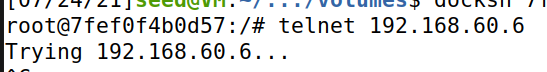 [07/24/21]seed@VM:~/.../volumes$ docksh 7f
root@7fef0f4b0d57:/# telnet 192.168.60.6
Trying 192.168.60.6...
^C